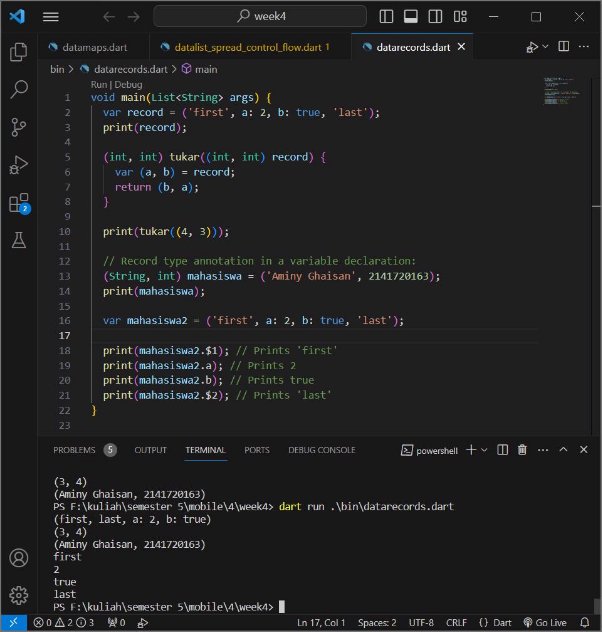 week4
datamaps.dart
datalist_spread_control_flow.dart 1
datarecords.dart
bin > datarecords.dart > main
Run | Debug
1 void main(List<String> args) {
2 var record = ('first', a: 2, b: true, 'last');
3 print(record);
4
5 (int, int) tukar((int, int) record) {
6 var (a, b) = record;
7 return (b, a);
8 }
9
10 print(tukar((4, 3)));
11
12 // Record type annotation in a variable declaration:
13 (String, int) mahasiswa = ('Aminy Ghaisan', 2141720163);
14 print(mahasiswa);
15
16 var mahasiswa2 = ('first', a: 2, b: true, 'last');
17
18 print(mahasiswa2.$1); // Prints 'first'
19 print(mahasiswa2.a); // Prints 2
20 print(mahasiswa2.b); // Prints true
21 print(mahasiswa2.$2); // Prints 'last'
22 }
23
2
PROBLEMS 5 OUTPUT TERMINAL PORTS DEBUG CONSOLE powershell
(3, 4)
(Aminy Ghaisan, 2141720163)
PS F:\kuliah\semester 5\mobile\4\week4> dart run .\bin\datarecords.dart
(first, last, a: 2, b: true)
(3, 4)
(Aminy Ghaisan, 2141720163)
first
2
true
last
PS F:\kuliah\semester 5\mobile\4\week4>
0 2 3 0 Ln 17, Col 1 Spaces: 2 UTF-8 CRLF {} Dart Go Live